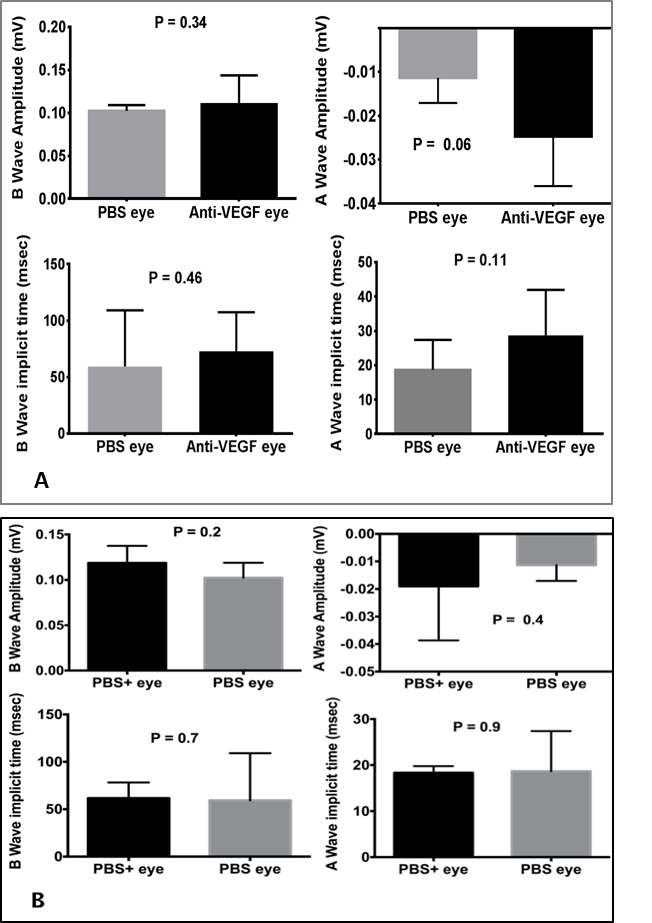 P = 0.34
B Wave Amplitude (mV)
0.20
0.15
0.10
0.05
0.00
PBS eye Anti-VEGF eye
A Wave Amplitude (mV)
-0.01
-0.02
-0.03
-0.04
P = 0.06
PBS eye Anti-VEGF eye
B Wave implicit time (msec)
150
100
50
0
P = 0.46
PBS eye Anti-VEGF eye
A Wave implicit time (msec)
50
40
30
20
10
0
P = 0.11
PBS eye Anti-VEGF eye
A
B Wave Amplitude (mV)
0.15
0.10
0.05
0.00
P = 0.2
PBS+ eye PBS eye
A Wave Amplitude (mV)
0.00
-0.01
-0.02
-0.03
-0.04
-0.05
P = 0.4
PBS+ eye PBS eye
B Wave implicit time (msec)
150
100
50
0
P = 0.7
PBS+ eye PBS eye
A Wave implicit time (msec)
30
20
10
0
P = 0.9
PBS+ eye PBS eye
B